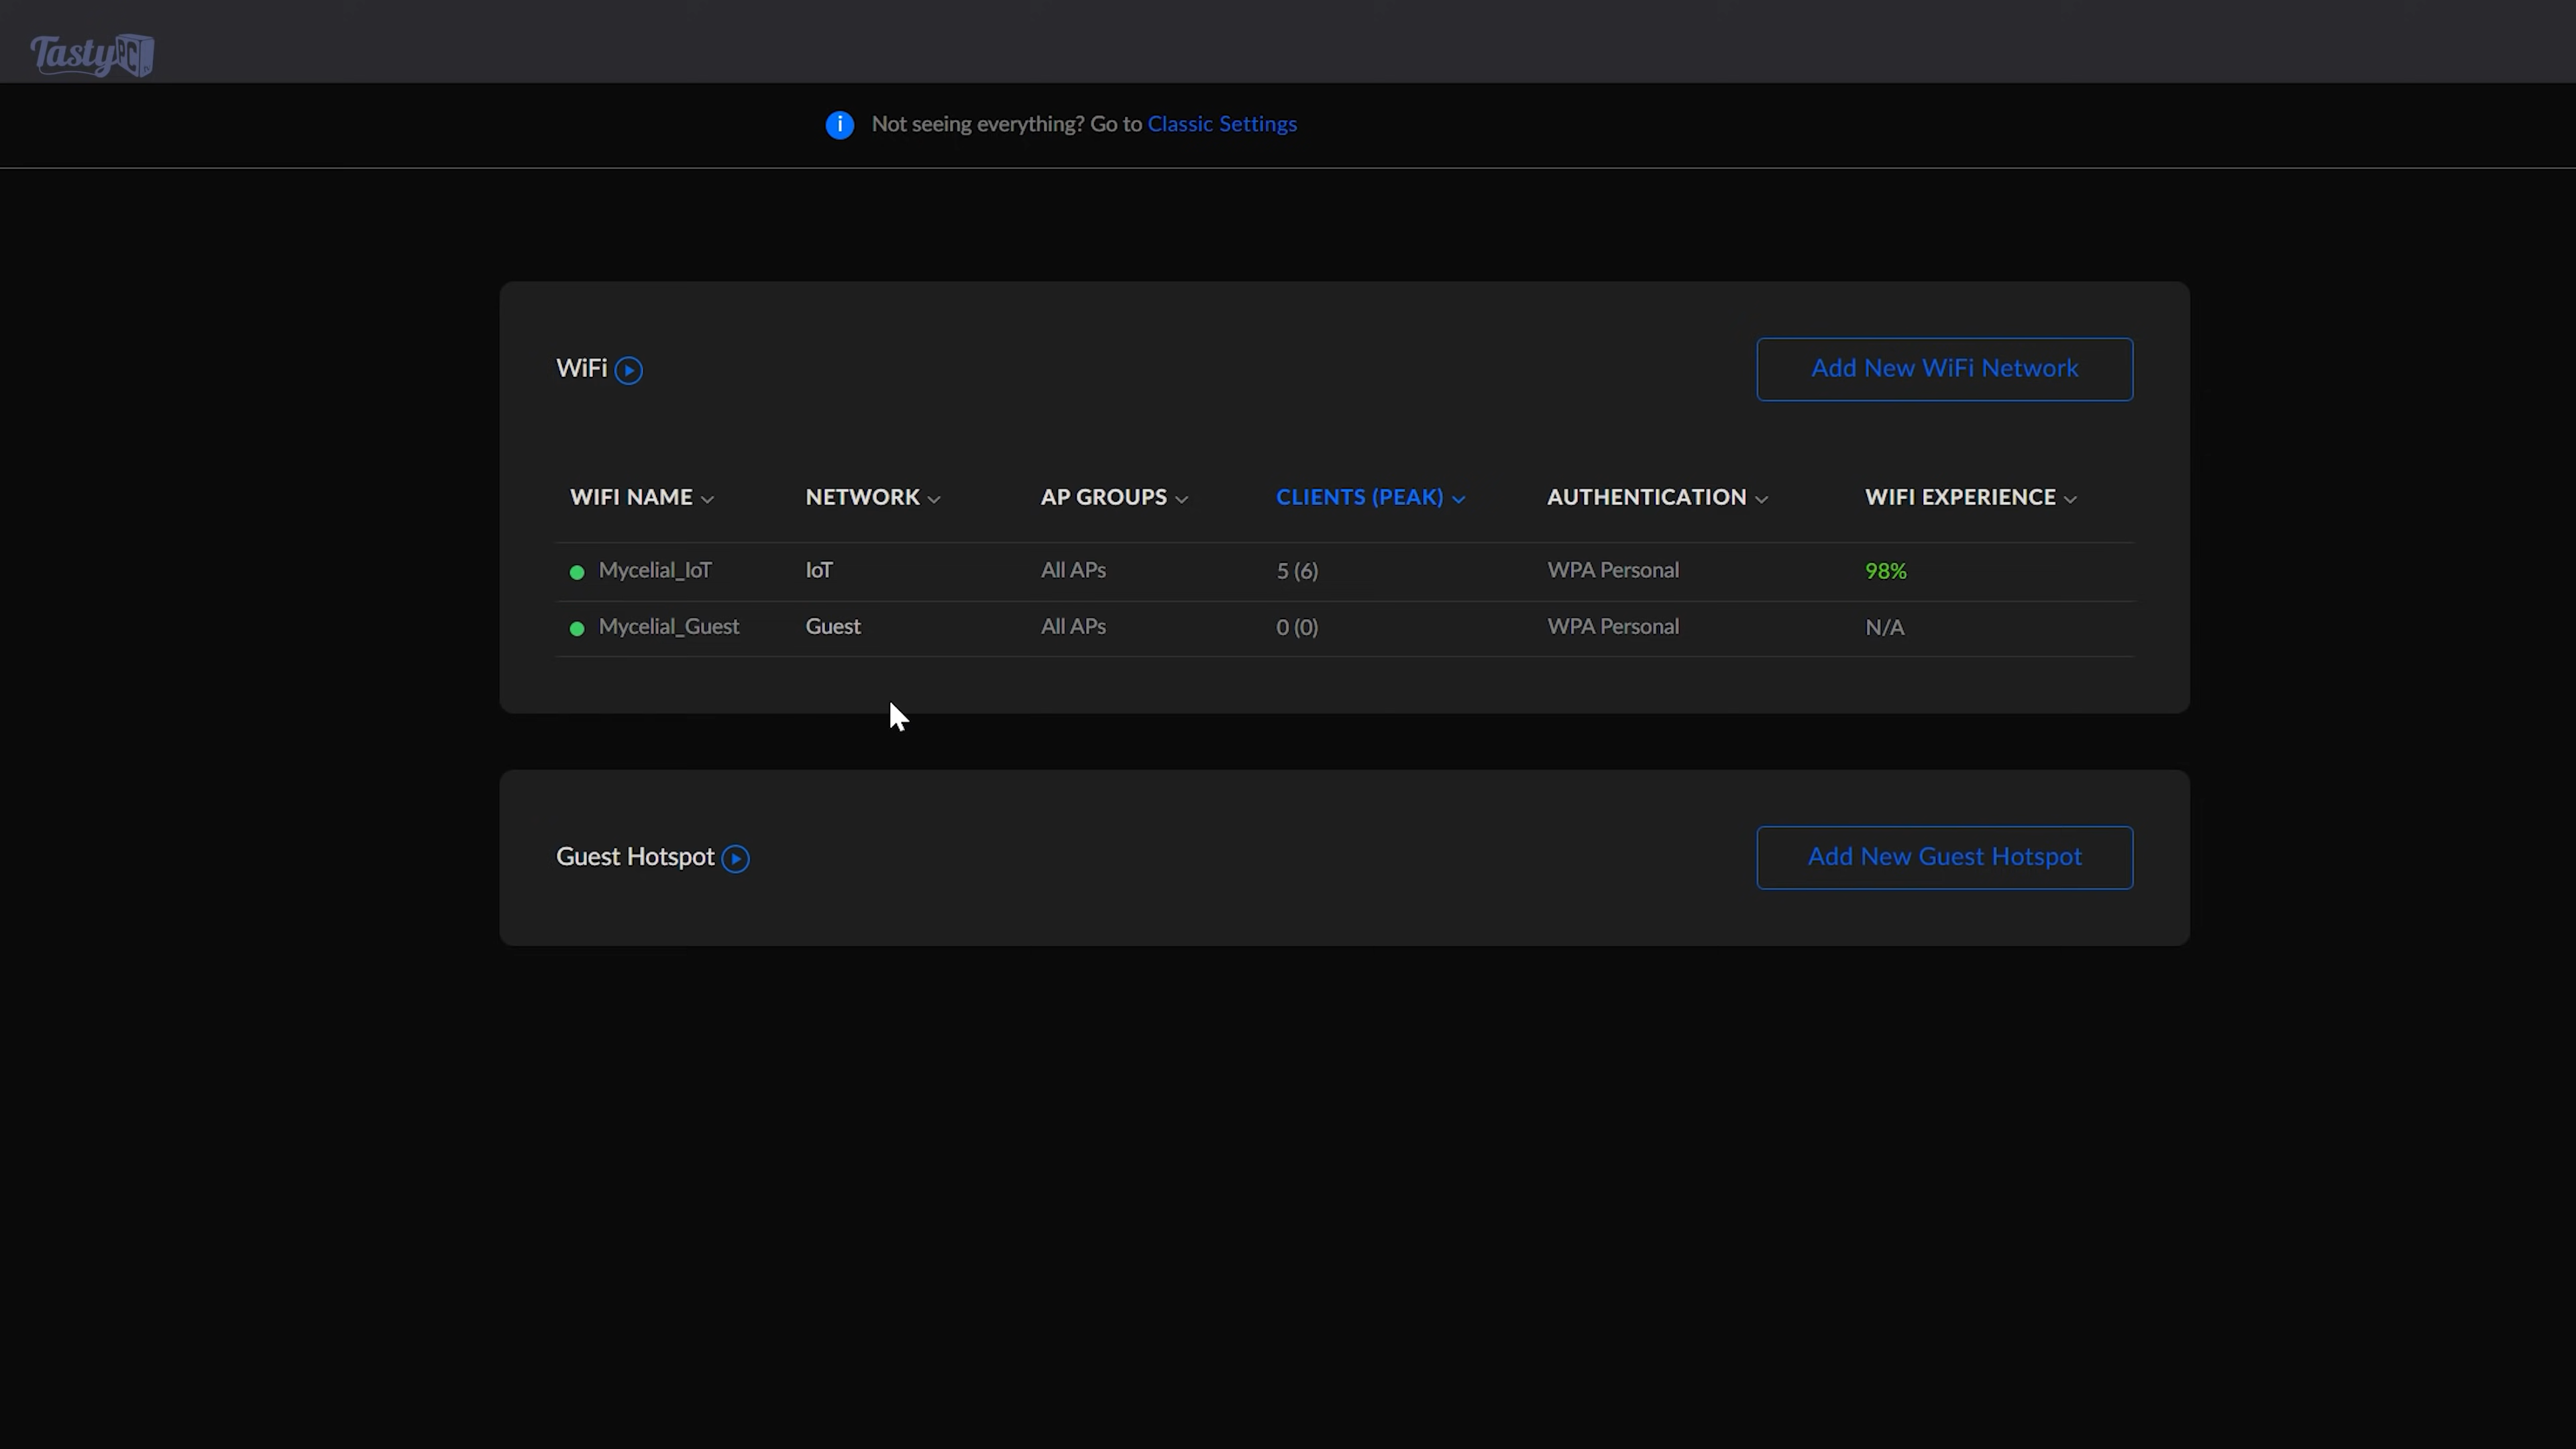 TastyPC
Not seeing everything? Go to Classic Settings
WiFi
Add New WiFi Network
WIFI NAME NETWORK AP GROUPS CLIENTS (PEAK) AUTHENTICATION WIFI EXPERIENCE
Mycelial_IoT IoT All APs 5 (6) WPA Personal 98%
Mycelial_Guest Guest All APs 0 (0) WPA Personal N/A
Guest Hotspot
Add New Guest Hotspot